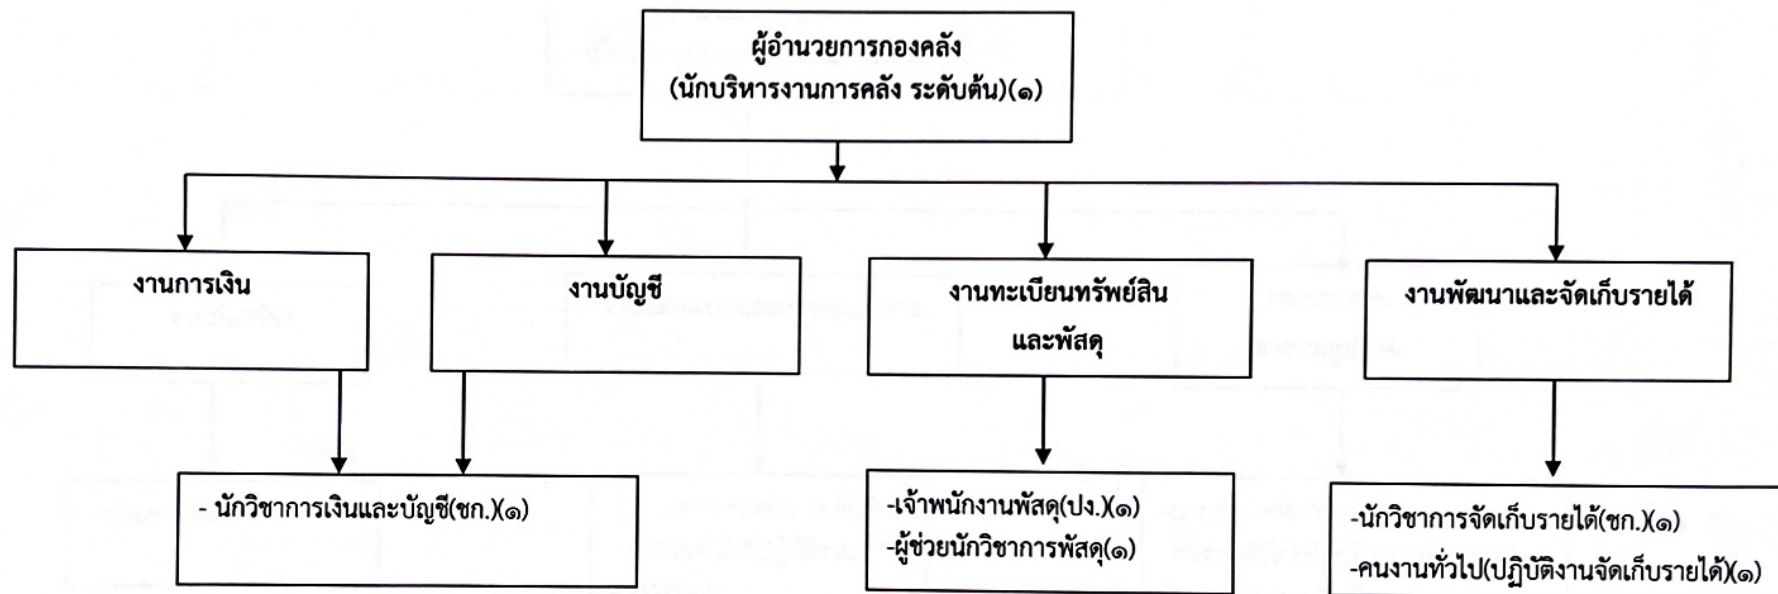 ผู้อำนวยการกองคลัง
(นักบริหารงานการคลัง ระดับต้น)(๑)
งานการเงิน
งานบัญชี
งานทะเบียนทรัพย์สิน
และพัสดุ
งานพัฒนาและจัดเก็บรายได้
- นักวิชาการเงินและบัญชี(ชก.)(๑)
-เจ้าพนักงานพัสดุ(ปง.)(๑)
-ผู้ช่วยนักวิชาการพัสดุ(๑)
-นักวิชาการจัดเก็บรายได้(ชก.)(๑)
-คนงานทั่วไป(ปฏิบัติงานจัดเก็บรายได้)(๑)